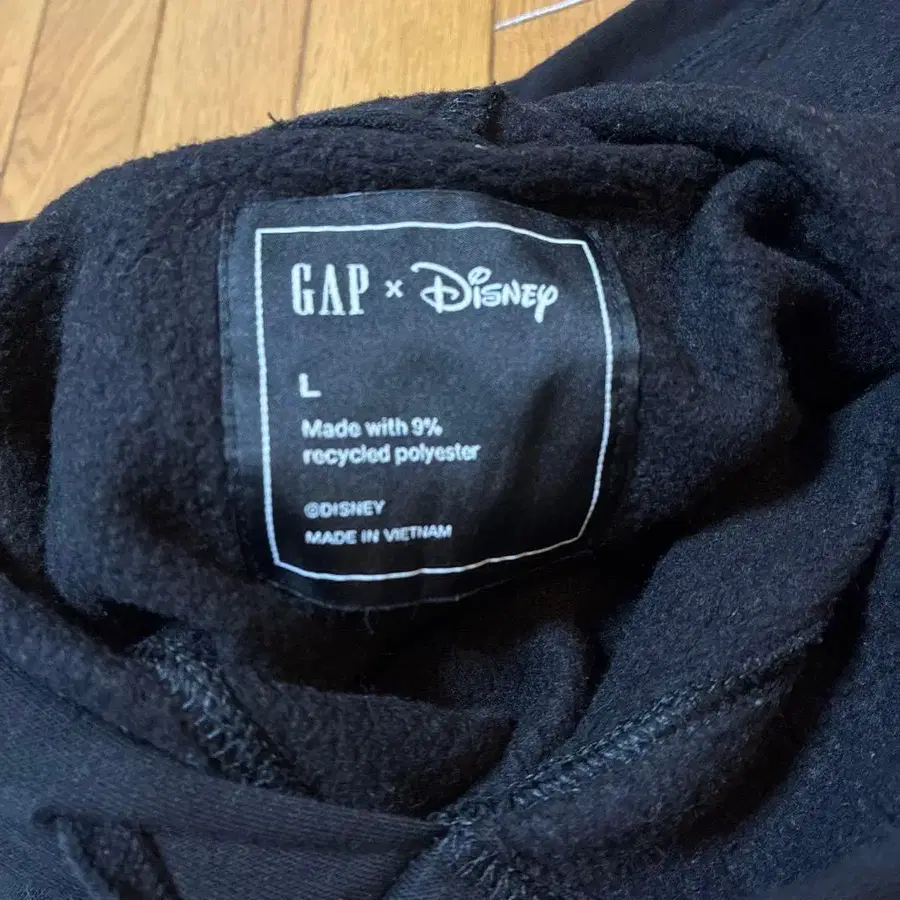 GAP × Disney
L
Made with 9%
recycled polyester
©DISNEY
MADE IN VIETNAM